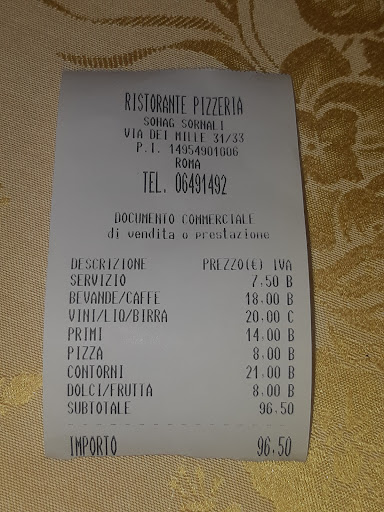 RISTORANTE PIZZERIA
SOHAG SORNALI
VIA DEI MILLE 31/33
P.I. 14954901006
ROMA
TEL. 06491492
DOCUMENTO COMMERCIALE
di vendita o prestazione
DESCRIZIONE PREZZO(€) IVA
SERVIZIO 7.50 B
BEVANDE/CAFFE 18.00 B
VINI/LIQ/BIRRA 20.00 C
PRIMI 14.00 B
PIZZA 8.00 B
CONTORNI 21.00 B
DOLCI/FRUTTA 8.00 B
SUBTOTALE 96.50
IMPORTO 96.50